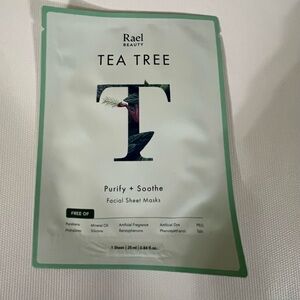 Rael
BEAUTY
TEA TREE
T
Purify + Soothe
Facial Sheet Masks
FREE OF
Parabens Mineral Oil Artificial Fragrance Artificial Dye PEG
Phthalates Silicone Benzophenone Phenoxyethanol Talc
1 Sheet | 25 ml | 0.84 fl oz.